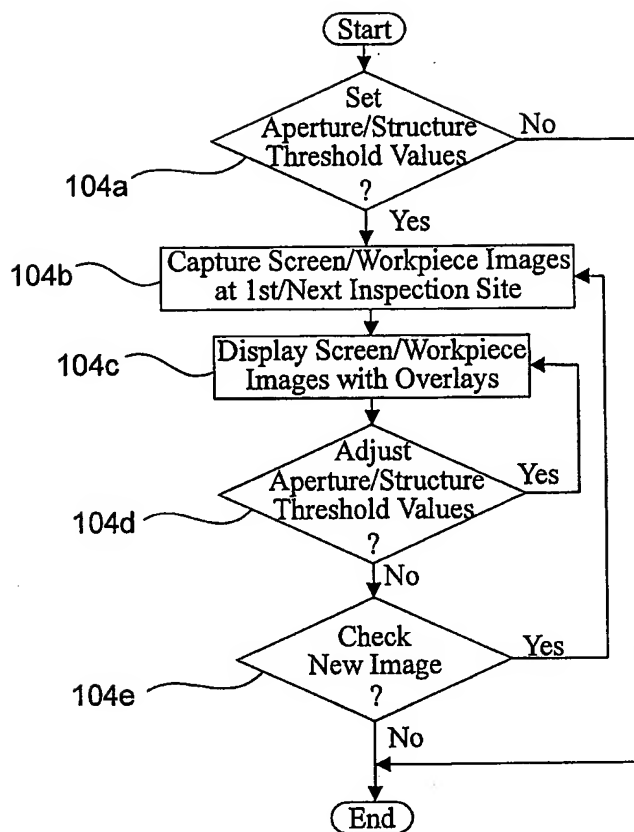 Start
Set
Aperture/Structure
Threshold Values
?
No
104a
Yes
104b
Capture Screen/Workpiece Images
at 1st/Next Inspection Site
104c
Display Screen/Workpiece
Images with Overlays
Adjust
Aperture/Structure
Threshold Values
?
Yes
104d
No
Check
New Image
?
Yes
104e
No
End